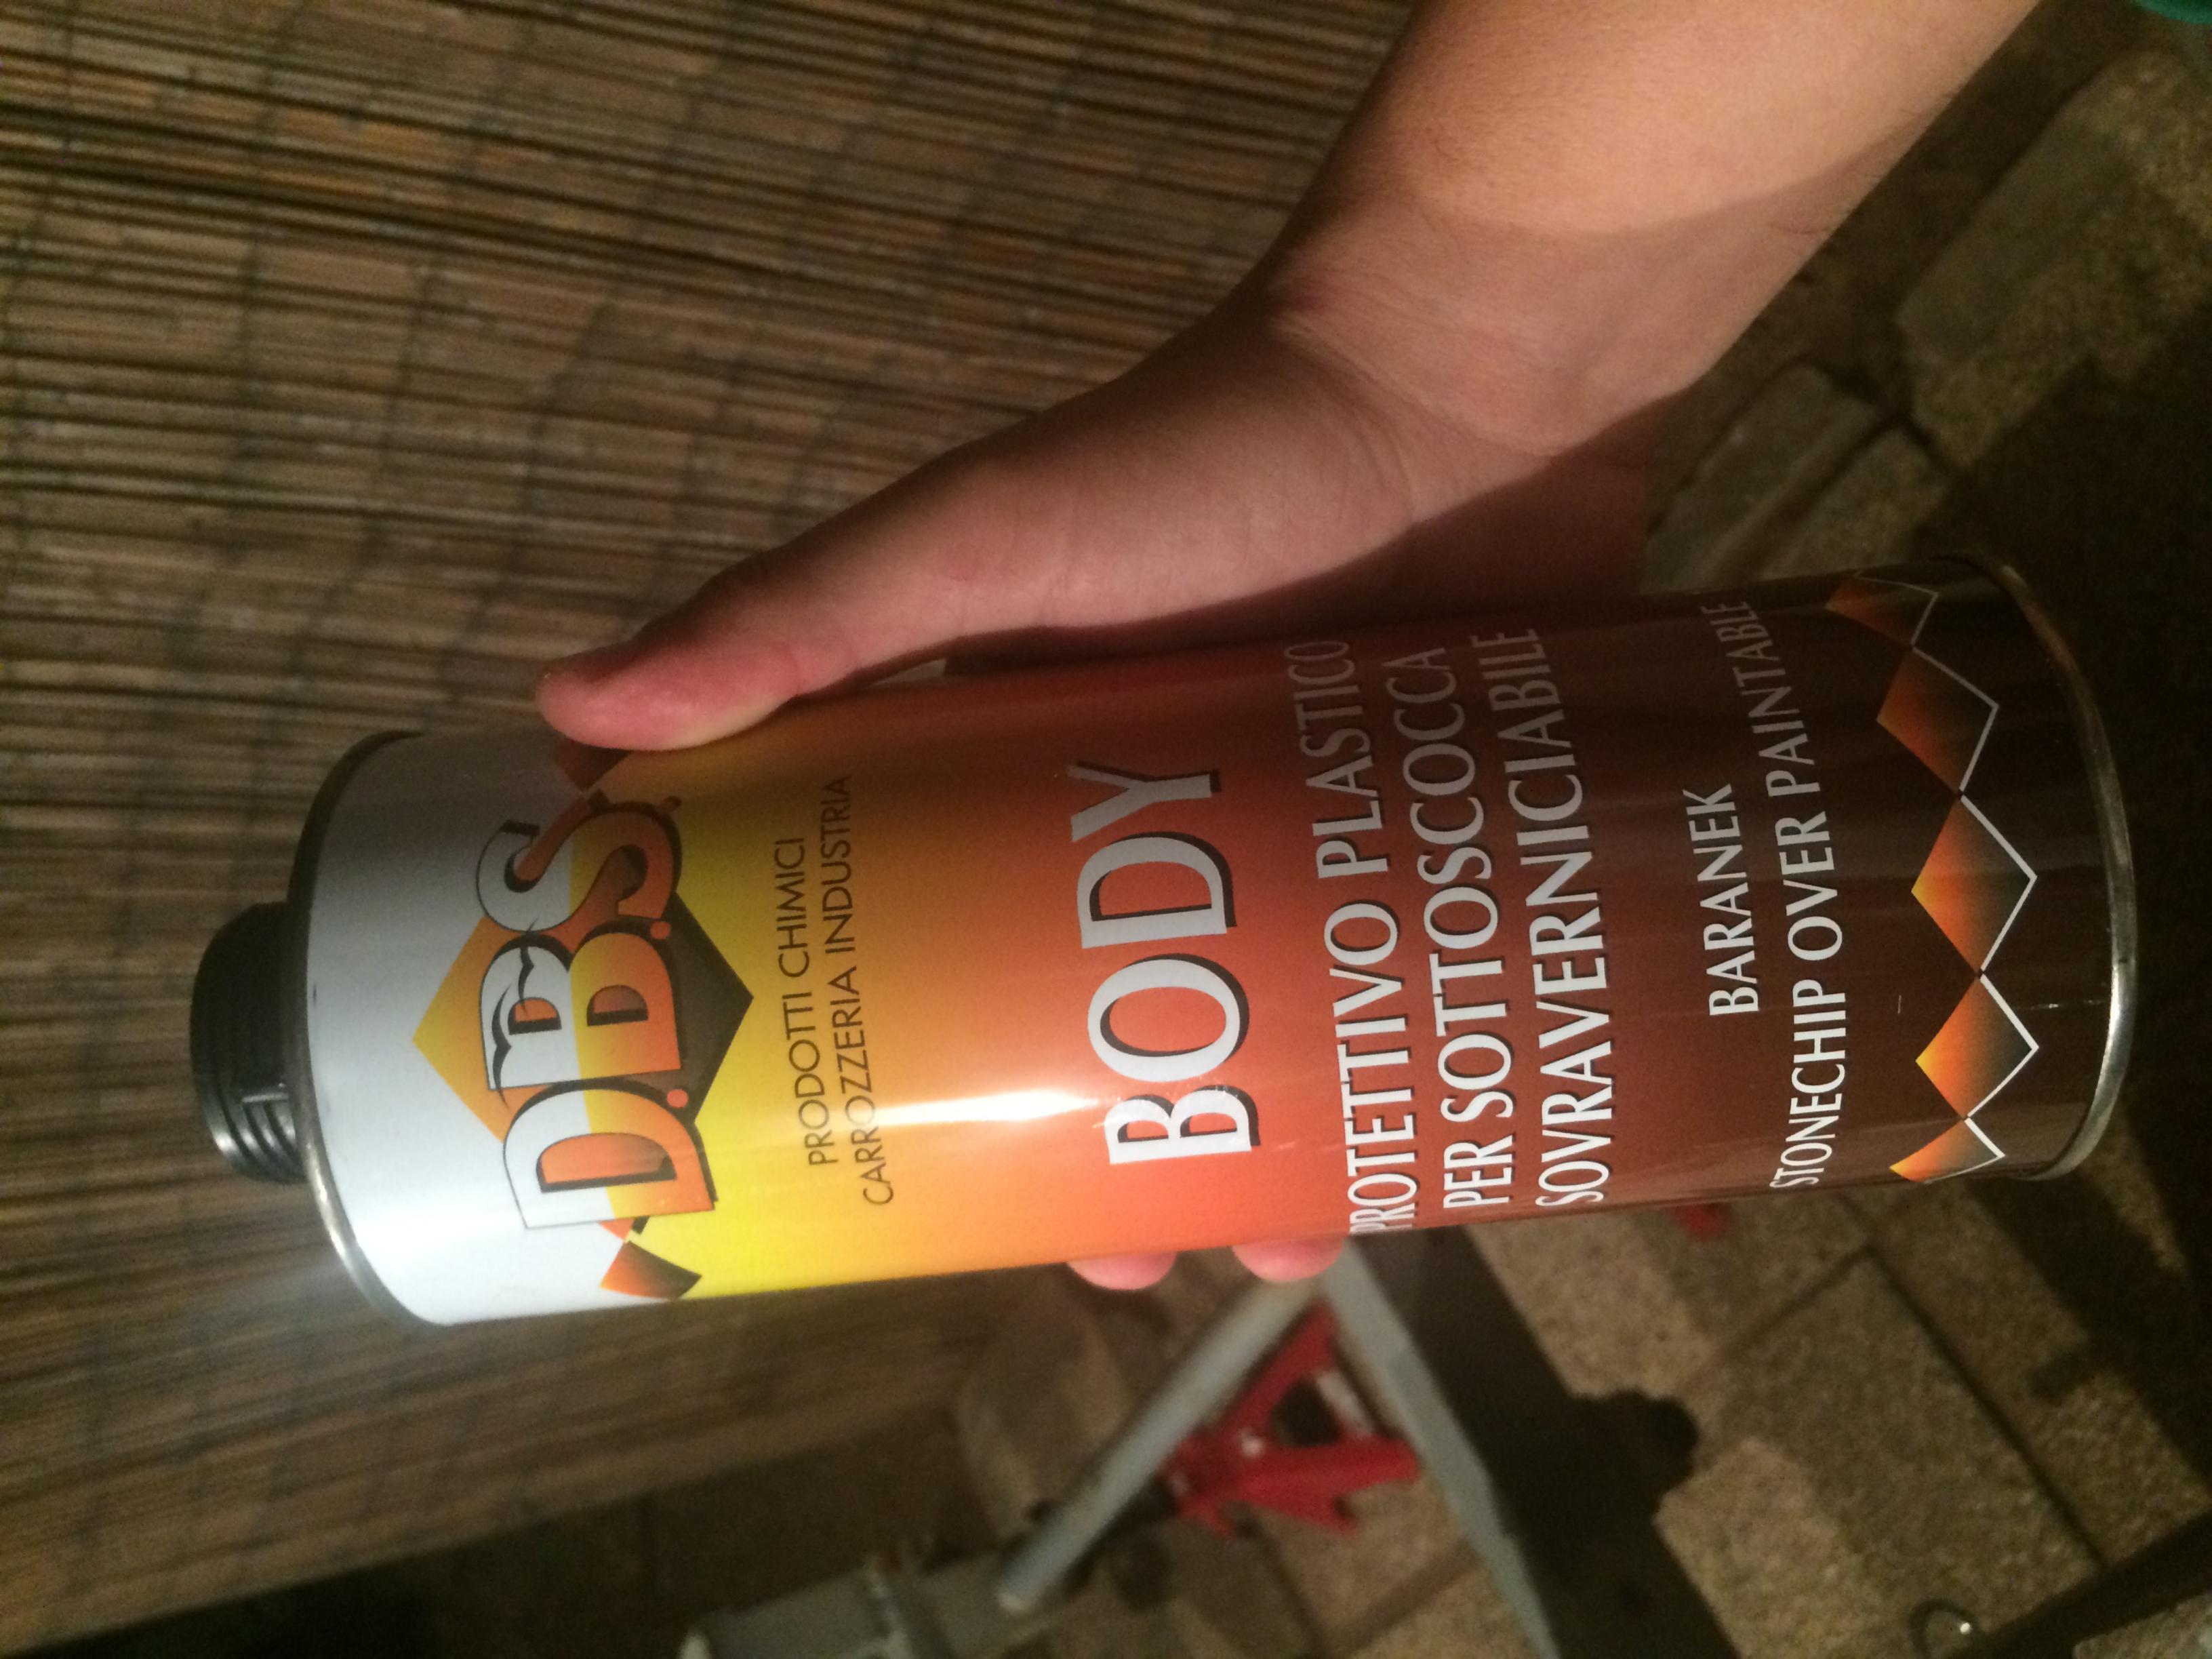 D.B.S.
PRODOTTI CHIMICI
CARROZZERIA INDUSTRIA
BODY
PROTETTIVO PLASTICO
PER SOTTOSCOCCA
SOVRAVERNICIABILE
BARANEK
STONECHIP OVER PAINTABLE